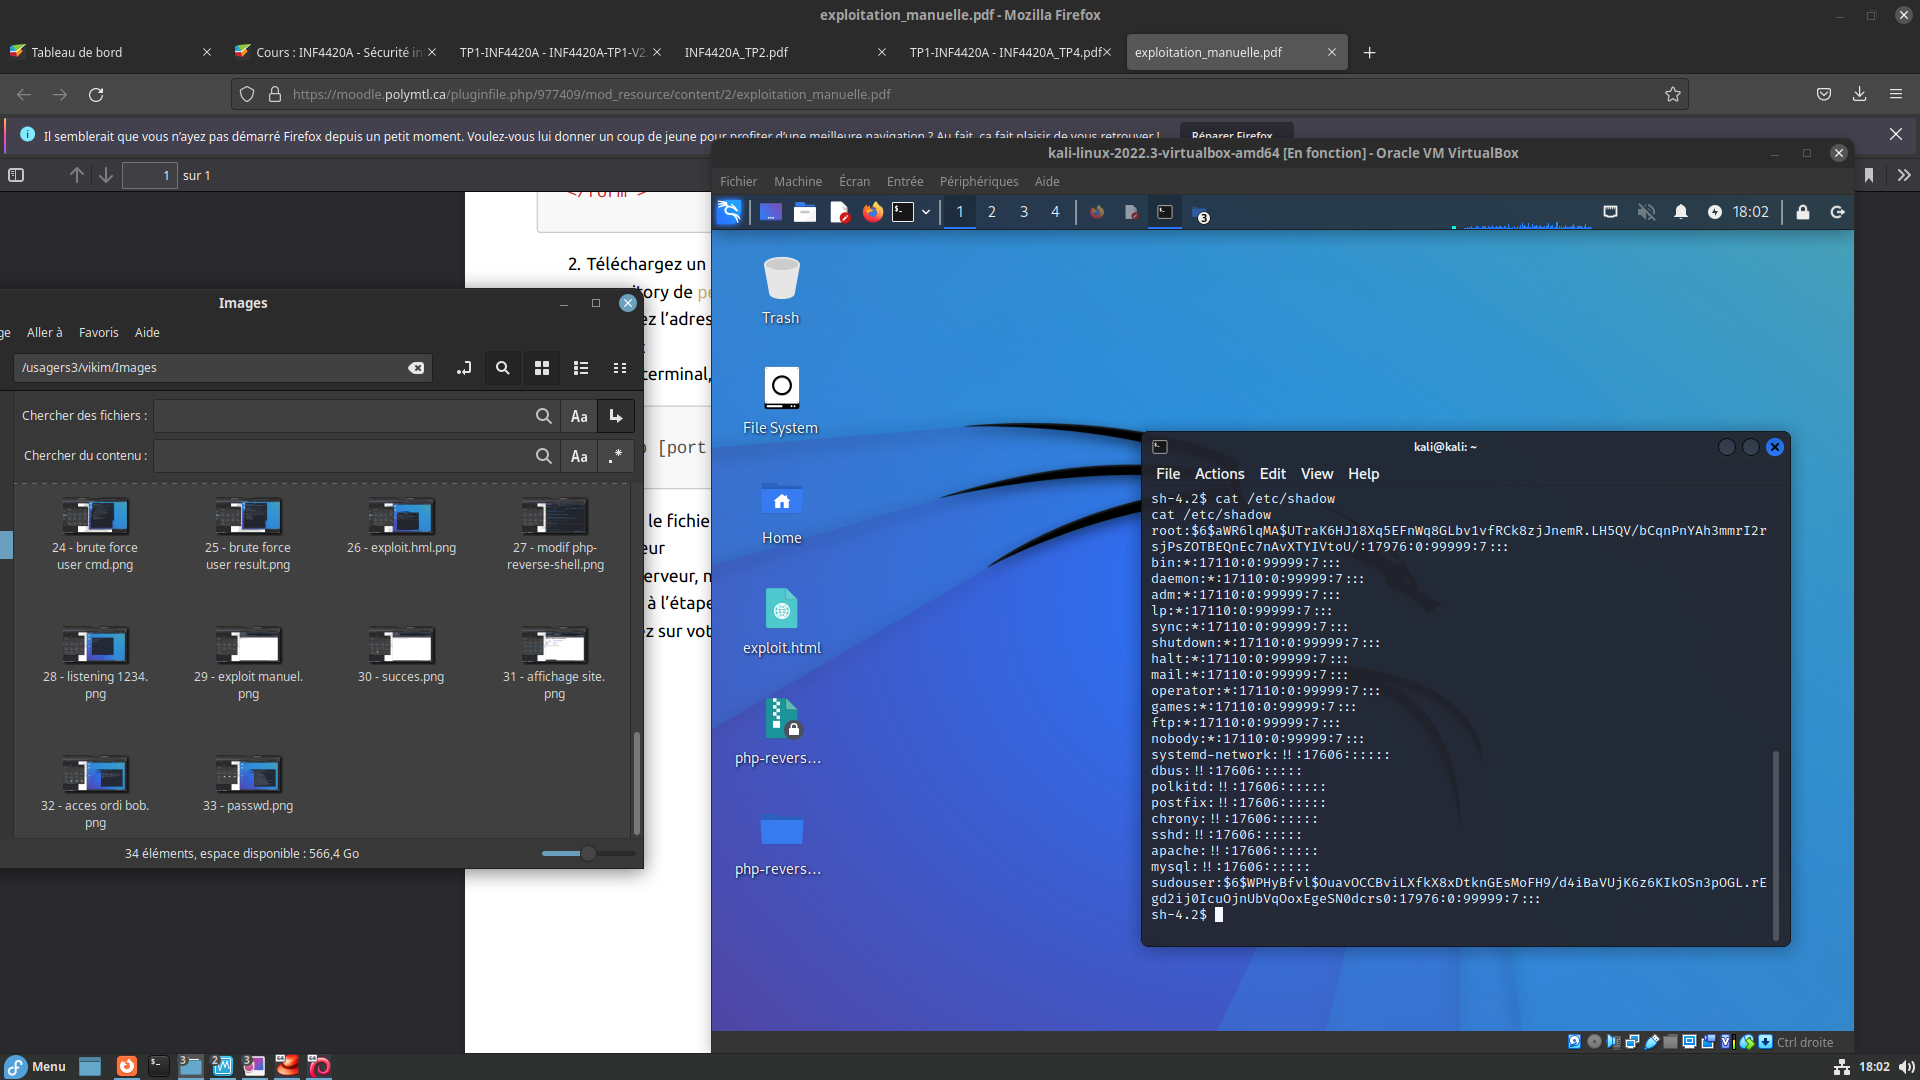 exploitation_manuelle.pdf - Mozilla Firefox
Tableau de bord
Cours : INF4420A - Sécurité in
TP1-INF4420A - INF4420A-TP1-V2
INF4420A_TP2.pdf
TP1-INF4420A - INF4420A_TP4.pdf
exploitation_manuelle.pdf
https://moodle.polymtl.ca/pluginfile.php/977409/mod_resource/content/2/exploitation_manuelle.pdf
Il semblerait que vous n'ayez pas démarré Firefox depuis un petit moment. Voulez-vous lui donner un coup de jeune pour profiter d'une meilleure navigation ? Au fait, ça fait plaisir de vous retrouver !
Réparer Firefox
1 sur 1
2. Téléchargez un
tory de pe
ez l'adres
terminal,
[port
le fichie
eur
erveur, m
à l'étape
z sur vot
Images
ge Aller à Favoris Aide
/usagers3/vikim/Images
Chercher des fichiers :
Aa
Chercher du contenu :
Aa .*
24 - brute force user cmd.png
25 - brute force user result.png
26 - exploit.hml.png
27 - modif php-reverse-shell.png
28 - listening 1234.png
29 - exploit manuel.png
30 - succes.png
31 - affichage site.png
32 - acces ordi bob.png
33 - passwd.png
34 éléments, espace disponible : 566,4 Go
kali-linux-2022.3-virtualbox-amd64 [En fonction] - Oracle VM VirtualBox
Fichier Machine Écran Entrée Périphériques Aide
1 2 3 4
3
18:02
Trash
File System
Home
exploit.html
php-revers...
php-revers...
kali@kali: ~
File Actions Edit View Help
sh-4.2$ cat /etc/shadow
cat /etc/shadow
root:$6$aWR6lqMA$UTraK6HJ18Xq5EFnWq8GLbv1vfRCk8zjJnemR.LH5QV/bCqnPnYAh3mmrI2r
sjPsZOTBEQnEc7nAvXTYIVtoU/:17976:0:99999:7:::
bin:*:17110:0:99999:7:::
daemon:*:17110:0:99999:7:::
adm:*:17110:0:99999:7:::
lp:*:17110:0:99999:7:::
sync:*:17110:0:99999:7:::
shutdown:*:17110:0:99999:7:::
halt:*:17110:0:99999:7:::
mail:*:17110:0:99999:7:::
operator:*:17110:0:99999:7:::
games:*:17110:0:99999:7:::
ftp:*:17110:0:99999:7:::
nobody:*:17110:0:99999:7:::
systemd-network:!!:17606::::::
dbus:!!:17606::::::
polkitd:!!:17606::::::
postfix:!!:17606::::::
chrony:!!:17606::::::
sshd:!!:17606::::::
apache:!!:17606::::::
mysql:!!:17606::::::
sudouser:$6$WPHyBfvl$OuavOCCBviLXfkX8xDtknGEsMoFH9/d4iBaVUjK6z6KIkOSn3pOGL.rE
gd2ij0IcuOjnUbVqOoxEgeSN0dcrs0:17976:0:99999:7:::
sh-4.2$
Ctrl droite
Menu
3 2 3
18:02